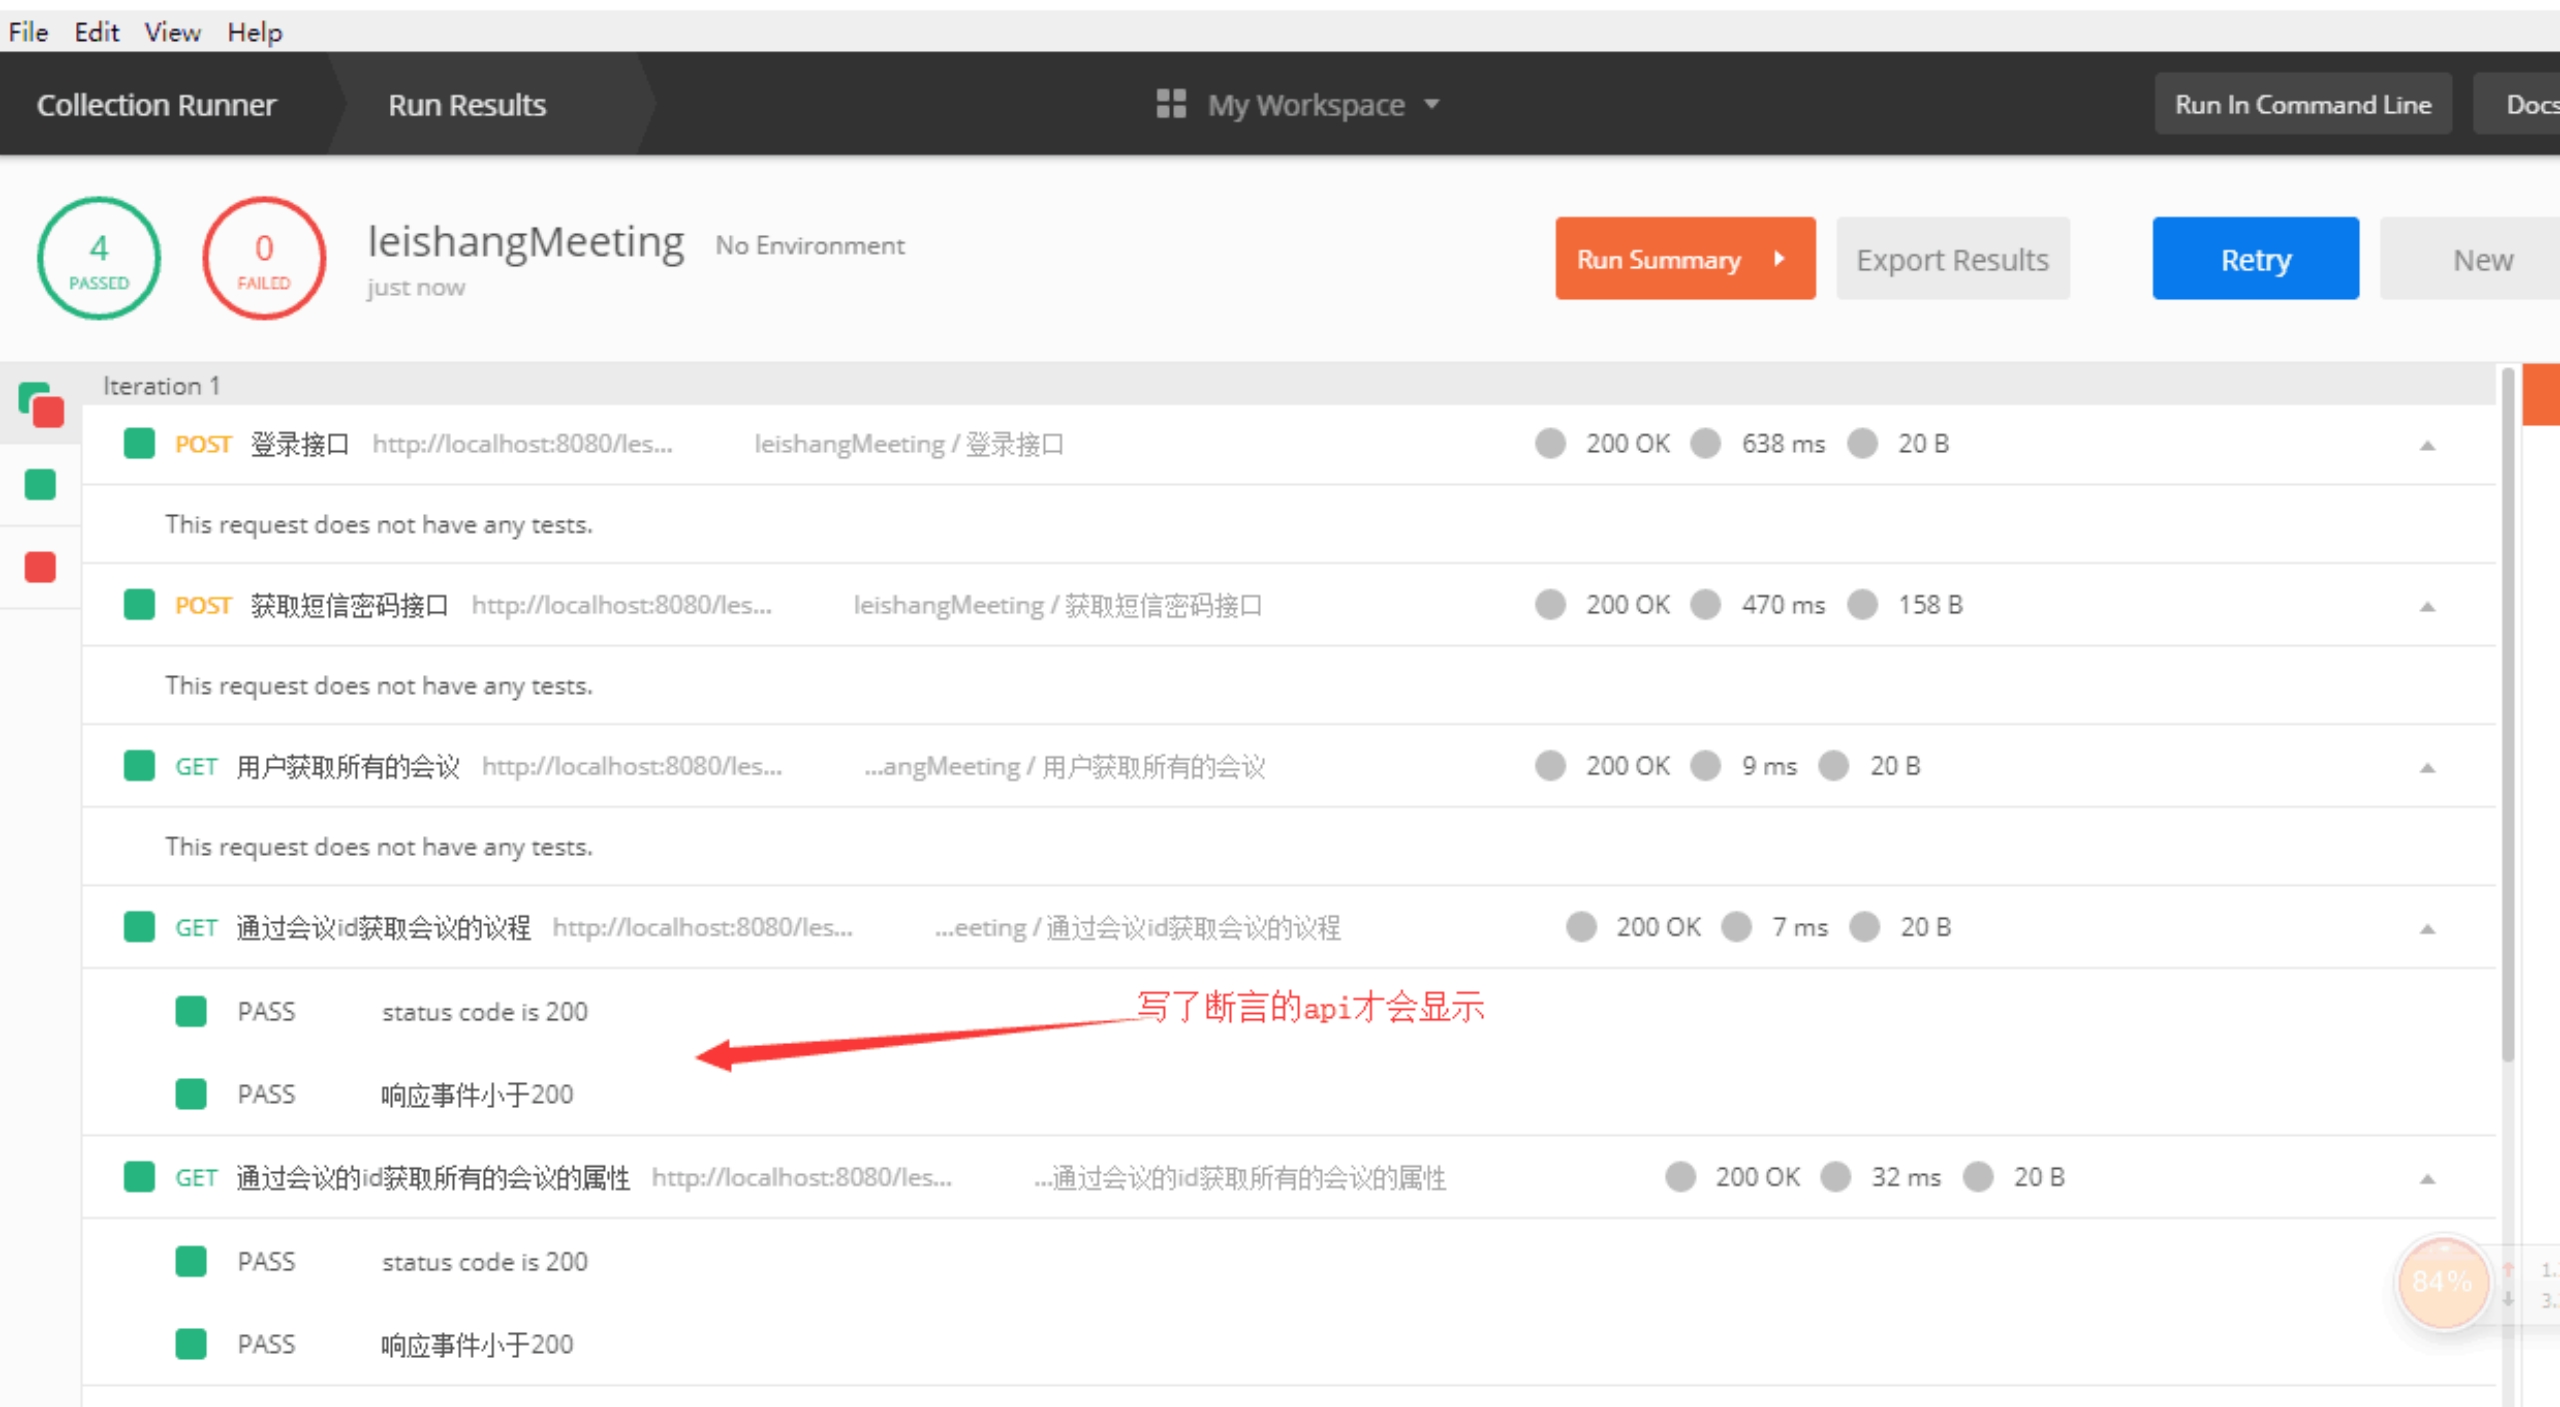 File Edit View Help
Collection Runner Run Results My Workspace Run In Command Line Docs
4 PASSED 0 FAILED leishangMeeting No Environment Run Summary Export Results Retry New
just now
Iteration 1
POST 登录接口 http://localhost:8080/les... leishangMeeting / 登录接口 200 OK 638 ms 20 B
This request does not have any tests.
POST 获取短信密码接口 http://localhost:8080/les... leishangMeeting / 获取短信密码接口 200 OK 470 ms 158 B
This request does not have any tests.
GET 用户获取所有的会议 http://localhost:8080/les... ...angMeeting / 用户获取所有的会议 200 OK 9 ms 20 B
This request does not have any tests.
GET 通过会议id获取会议的议程 http://localhost:8080/les... ...eeting / 通过会议id获取会议的议程 200 OK 7 ms 20 B
PASS status code is 200
写了断言的api才会显示
PASS 响应事件小于200
GET 通过会议的id获取所有的会议的属性 http://localhost:8080/les... ...通过会议的id获取所有的会议的属性 200 OK 32 ms 20 B
PASS status code is 200
84%
PASS 响应事件小于200